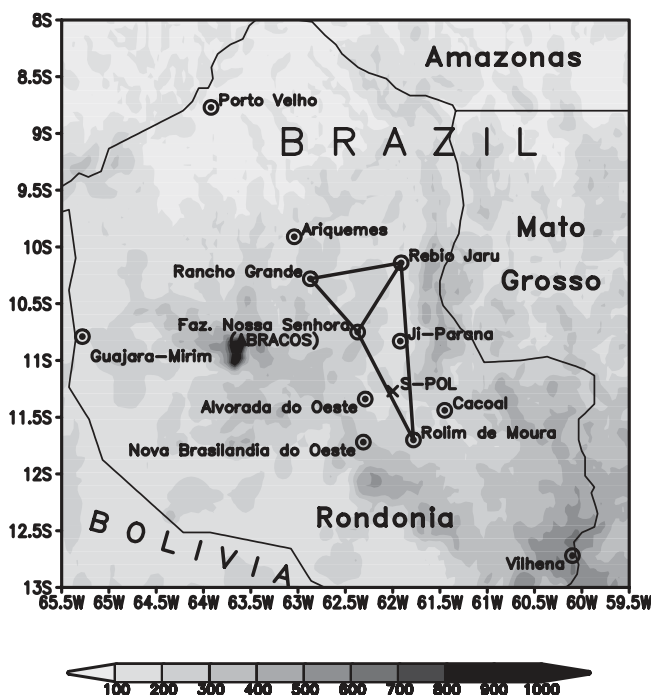 8S
Amazonas
8.5S
Porto Velho
9S
BRAZIL
9.5S
Mato
Grosso
Ariquemes
10S
Rebio Jaru
Rancho Grande
10.5S
Faz. Nossa Senhora
(ABRACOS)
Ji-Parana
11S
Guajara-Mirim
S-POL
Alvorada do Oeste
Cacoal
11.5S
Rolim de Moura
Nova Brasilandia do Oeste
12S
Rondonia
12.5S
BOLIVIA
Vilhena
13S
65.5W 65W 64.5W 64W 63.5W 63W 62.5W 62W 61.5W 61W 60.5W 60W 59.5W
100 200 300 400 500 600 700 800 900 1000